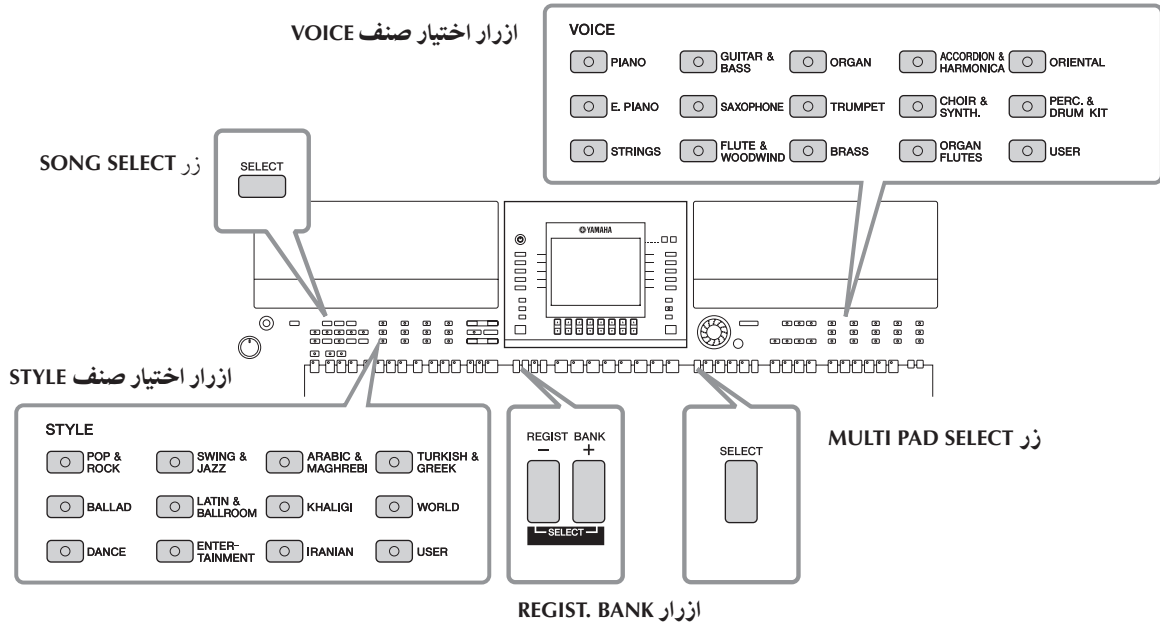 ازرار اختيار صنف VOICE
VOICE
PIANO
GUITAR &
BASS
ORGAN
ACCORDION &
HARMONICA
ORIENTAL
E. PIANO
SAXOPHONE
TRUMPET
CHOIR &
SYNTH.
PERC. &
DRUM KIT
STRINGS
FLUTE &
WOODWIND
BRASS
ORGAN
FLUTES
USER
زر SONG SELECT
SELECT
YAMAHA
ازرار اختيار صنف STYLE
STYLE
POP &
ROCK
SWING &
JAZZ
ARABIC &
MAGHREBI
TURKISH &
GREEK
BALLAD
LATIN &
BALLROOM
KHALIGI
WORLD
DANCE
ENTER-
TAINMENT
IRANIAN
USER
REGIST BANK
− +
SELECT
ازرار REGIST. BANK
SELECT
زر MULTI PAD SELECT